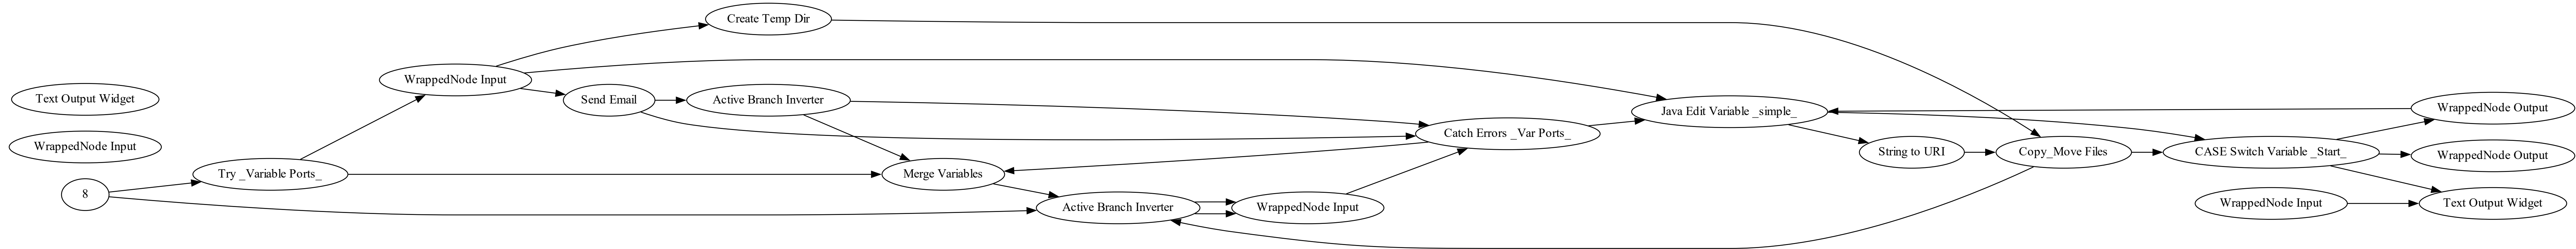 Create Temp Dir
WrappedNode Input
Text Output Widget
Send Email
Active Branch Inverter
WrappedNode Output
Java Edit Variable _simple_
Catch Errors _Var Ports_
WrappedNode Input
String to URI
Copy_Move Files
CASE Switch Variable _Start_
WrappedNode Output
Try _Variable Ports_
Merge Variables
8
Active Branch Inverter
WrappedNode Input
WrappedNode Input
Text Output Widget